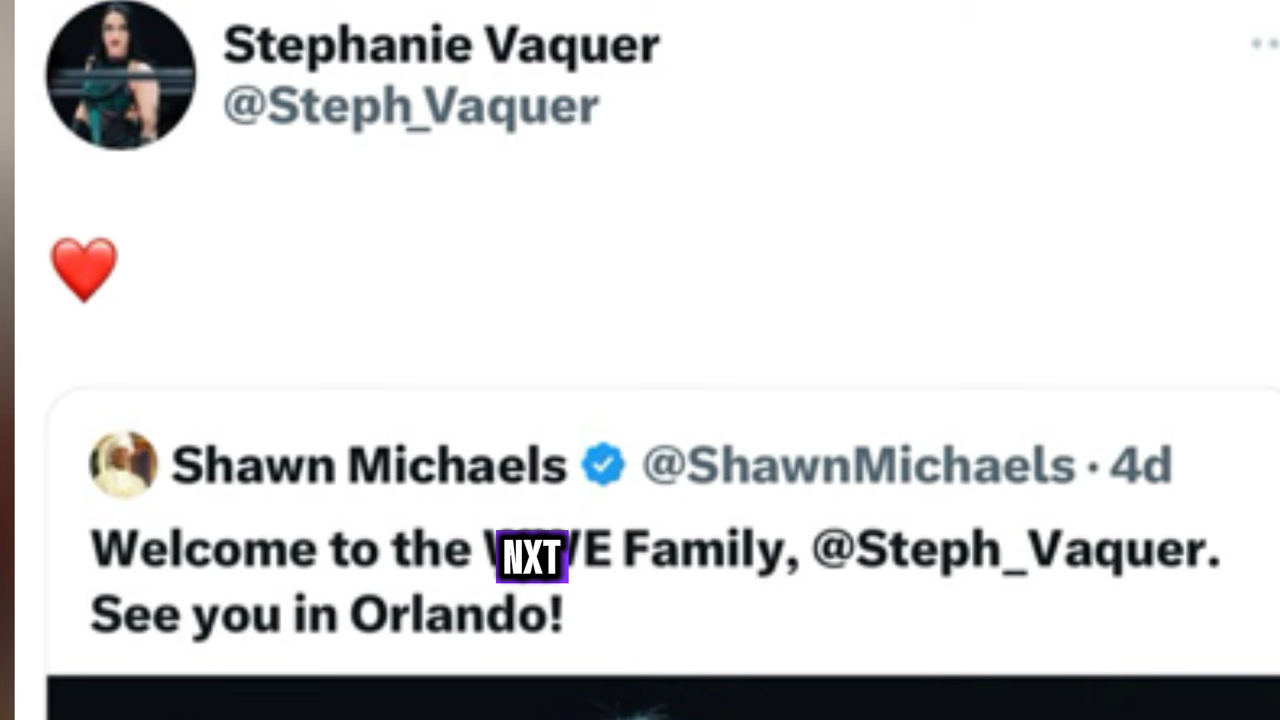 Stephanie Vaquer
@Steph_Vaquer
❤️
Shawn Michaels @ShawnMichaels · 4d
Welcome to the WWE Family, @Steph_Vaquer.
NXT
See you in Orlando!